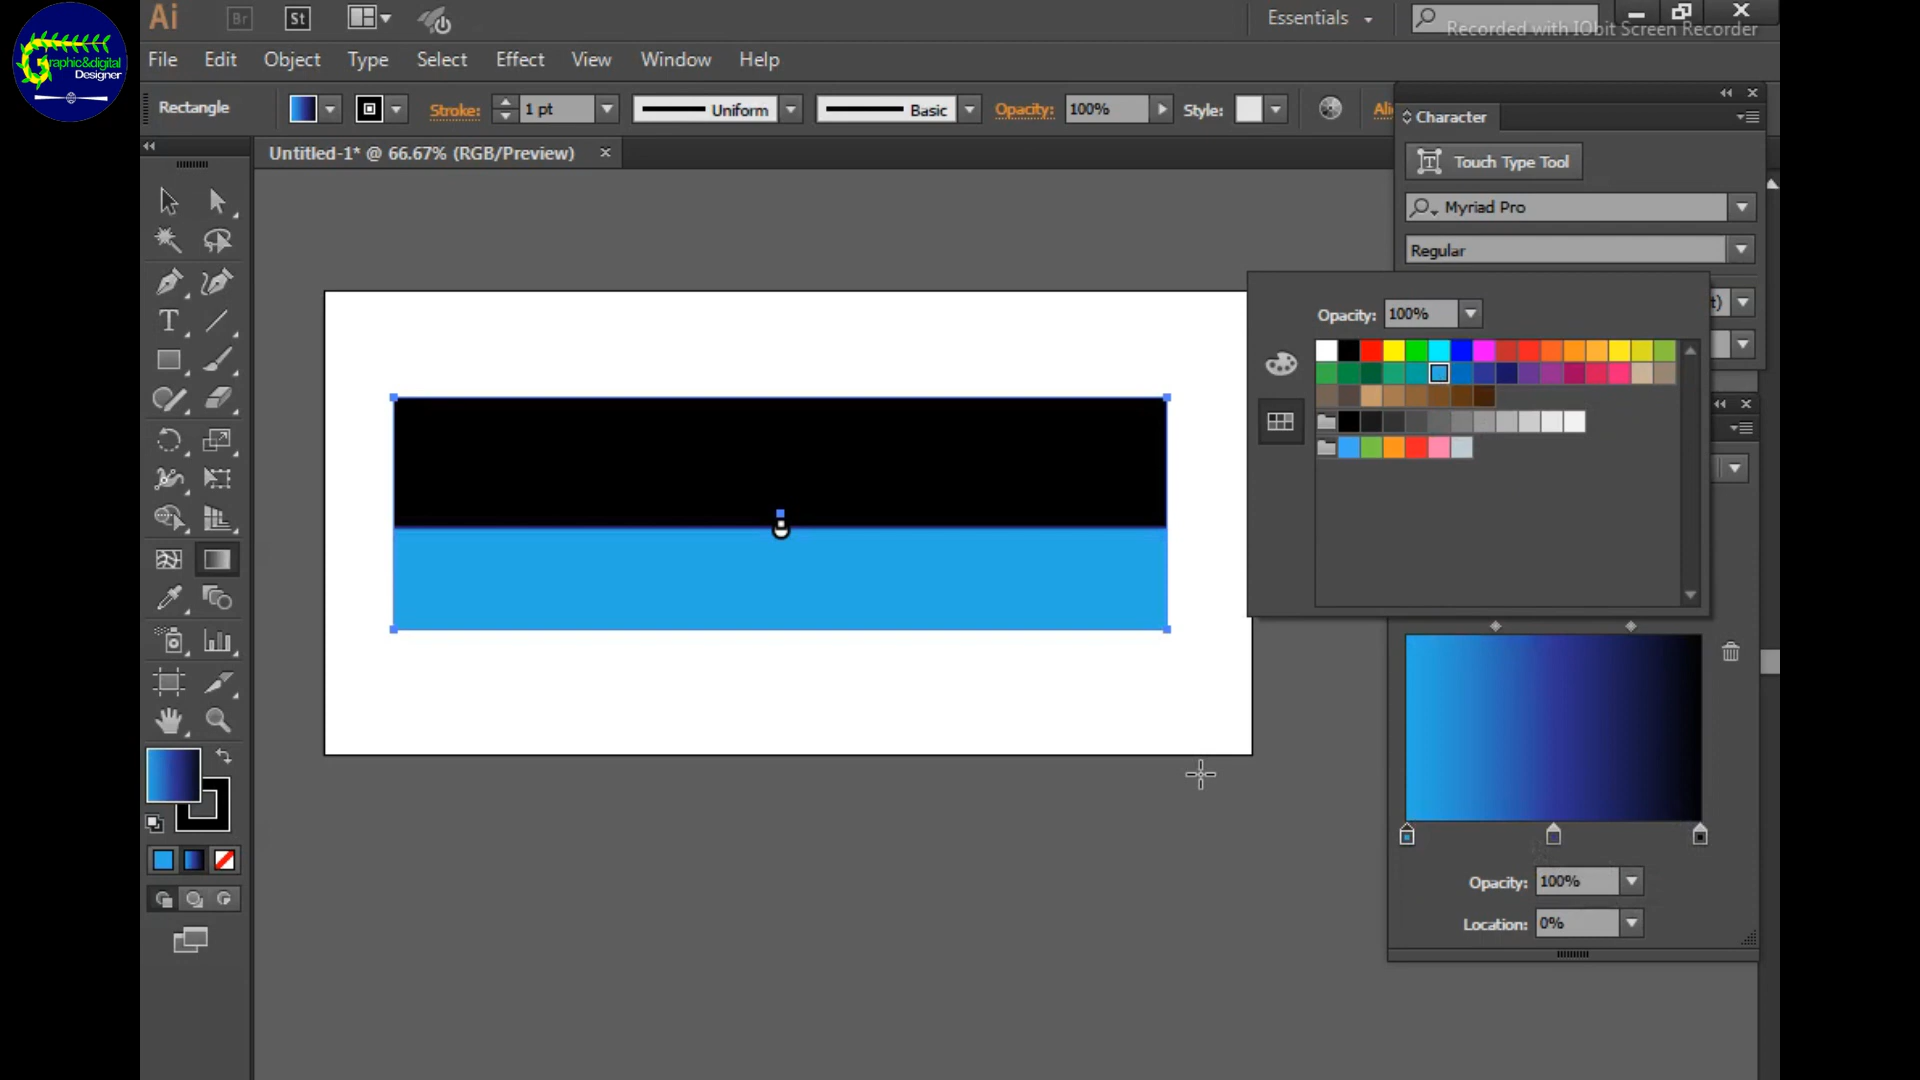 Graphic&digital
Designer
Ai
Br
St
Essentials
Recorded with IObit Screen Recorder
File Edit Object Type Select Effect View Window Help
Rectangle
Stroke: 1 pt
Uniform
Basic
Opacity: 100%
Style:
Ali
Character
Untitled-1* @ 66.67% (RGB/Preview)
Touch Type Tool
Myriad Pro
Regular
t)
Opacity: 100%
Opacity: 100%
Location: 0%